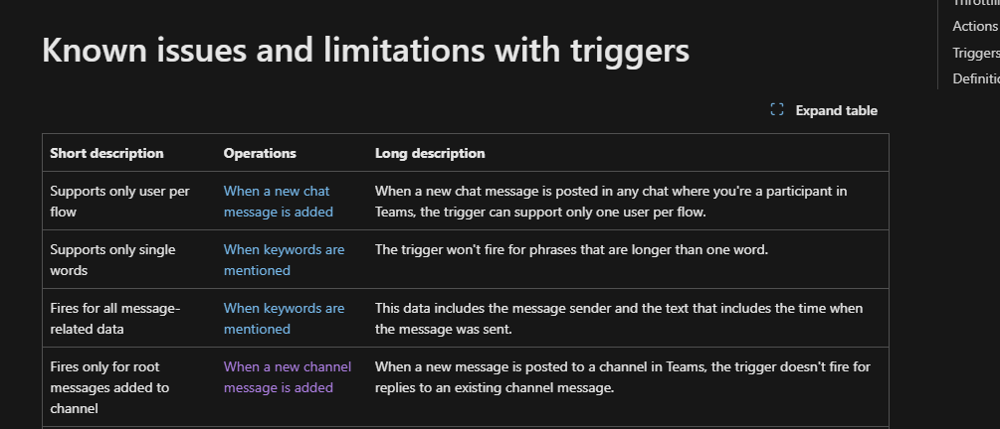 Known issues and limitations with triggers
Actions
Expand table
Short description Operations Long description
Supports only user per
flow
When a new chat
message is added
When a new chat message is posted in any chat where you're a participant in
Teams, the trigger can support only one user per flow.
Supports only single
words
When keywords are
mentioned
The trigger won't fire for phrases that are longer than one word.
Fires for all message-
related data
When keywords are
mentioned
This data includes the message sender and the text that includes the time when
the message was sent.
Fires only for root
messages added to
channel
When a new channel
message is added
When a new message is posted to a channel in Teams, the trigger doesn't fire for
replies to an existing channel message.
Triggers